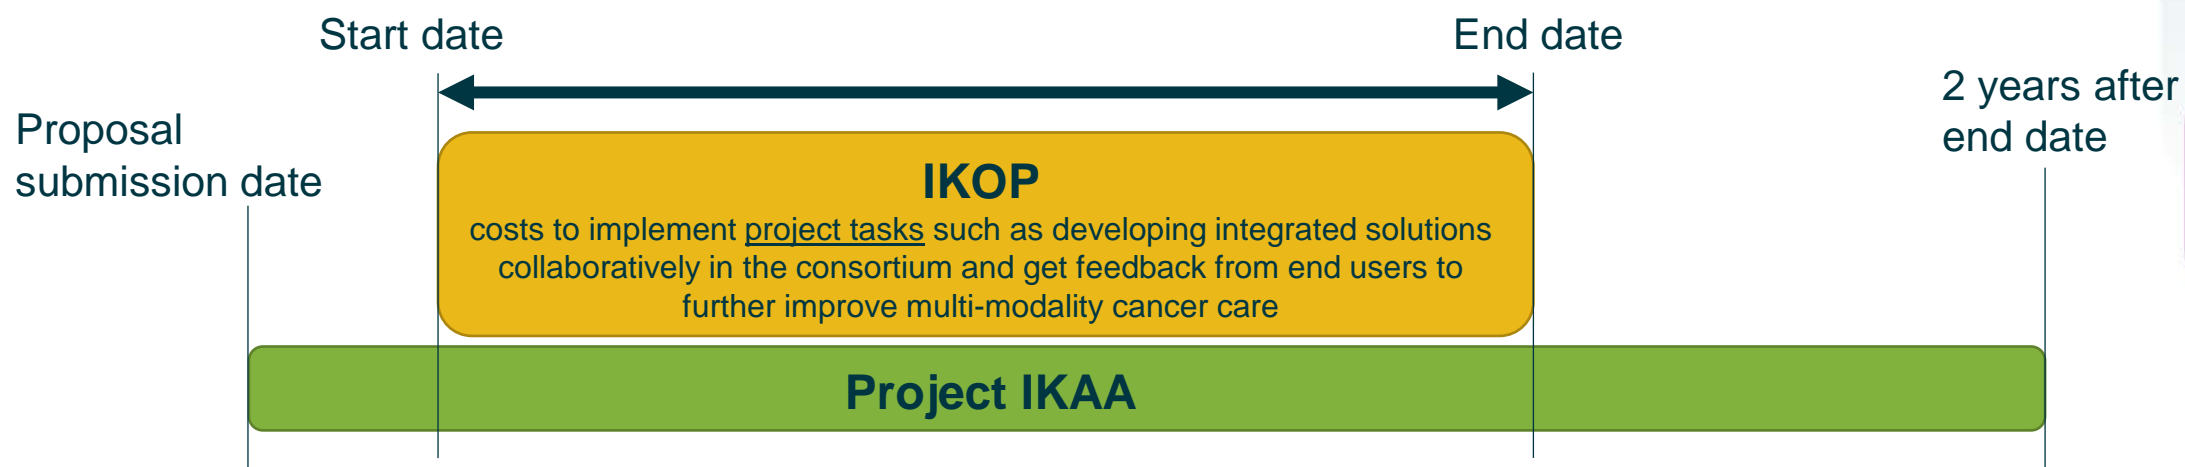 Start date
End date
2 years after
end date
Proposal
submission date
IKOP
costs to implement project tasks such as developing integrated solutions
collaboratively in the consortium and get feedback from end users to
further improve multi-modality cancer care
Project IKAA